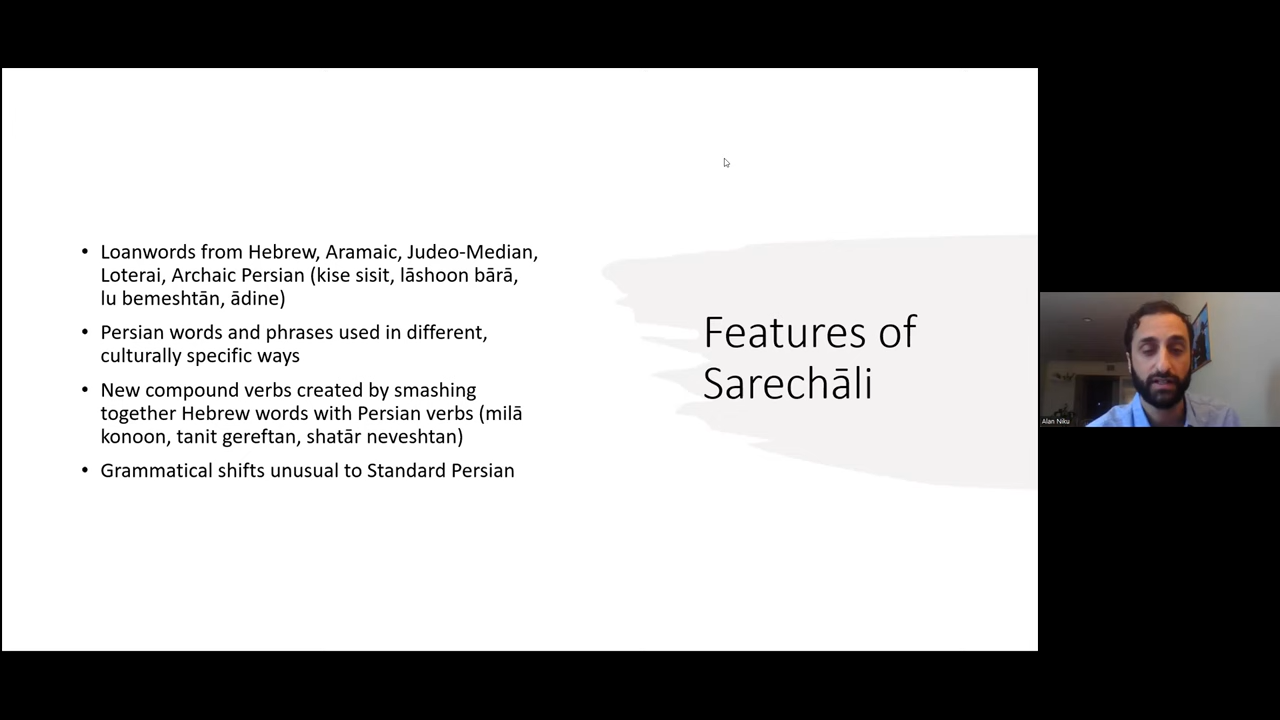 • Loanwords from Hebrew, Aramaic, Judeo-Median,
Loterai, Archaic Persian (kise sisit, lāshoon bārā,
lu bemeshtān, ādine)
• Persian words and phrases used in different,
culturally specific ways
• New compound verbs created by smashing
together Hebrew words with Persian verbs (milā
konoon, tanit gereftan, shatār neveshtan)
• Grammatical shifts unusual to Standard Persian
Features of
Sarechāli
Alan Niku